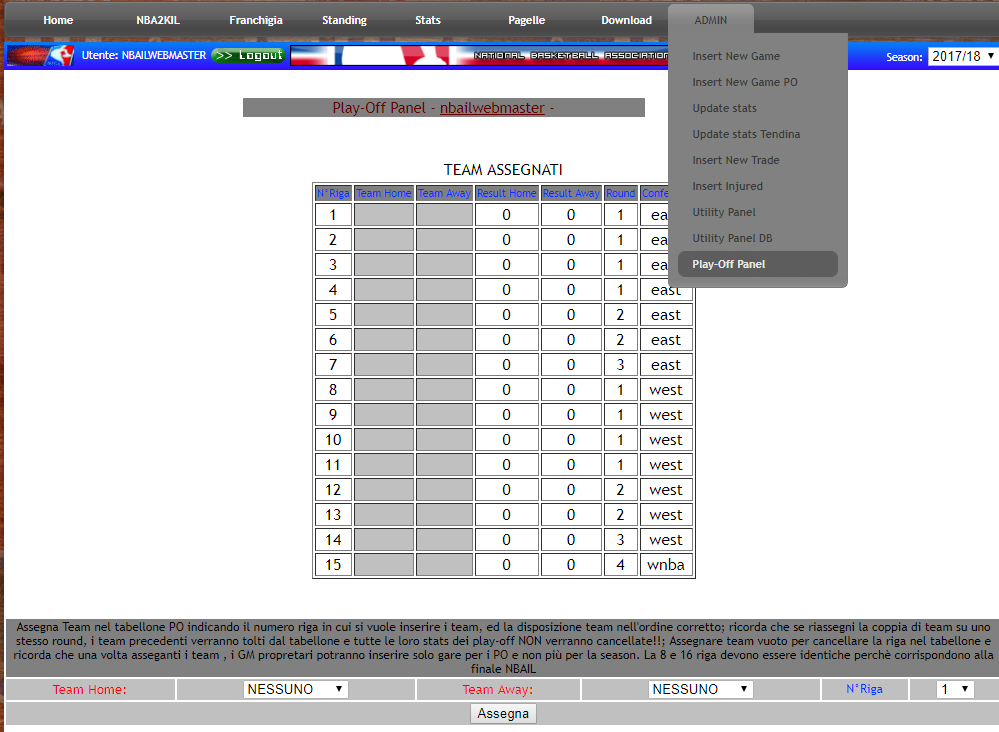 Home NBA2KIL Franchigia Standing Stats Pagelle Download ADMIN
Utente: NBAILWEBMASTER >> Logout NATIONAL BASKETBALL ASSOCIATION Season: 2017/18
Insert New Game
Insert New Game PO
Update stats
Update stats Tendina
Insert New Trade
Insert Injured
Utility Panel
Utility Panel DB
Play-Off Panel
Play-Off Panel - nbailwebmaster -
TEAM ASSEGNATI
N°Riga Team Home Team Away Result Home Result Away Round Confe
1 0 0 1 ea
2 0 0 1 ea
3 0 0 1 ea
4 0 0 1 east
5 0 0 2 east
6 0 0 2 east
7 0 0 3 east
8 0 0 1 west
9 0 0 1 west
10 0 0 1 west
11 0 0 1 west
12 0 0 2 west
13 0 0 2 west
14 0 0 3 west
15 0 0 4 wnba
Assegna Team nel tabellone PO indicando il numero riga in cui si vuole inserire i team, ed la disposizione team nell'ordine corretto; ricorda che se riassegni la coppia di team su uno
stesso round, i team precedenti verranno tolti dal tabellone e tutte le loro stats dei play-off NON verranno cancellate!!; Assegnare team vuoto per cancellare la riga nel tabellone e
ricorda che una volta asseganti i team , i GM propretari potranno inserire solo gare per i PO e non più per la season. La 8 e 16 riga devono essere identiche perchè corrispondono alla
finale NBAIL
Team Home: NESSUNO Team Away: NESSUNO N°Riga 1
Assegna